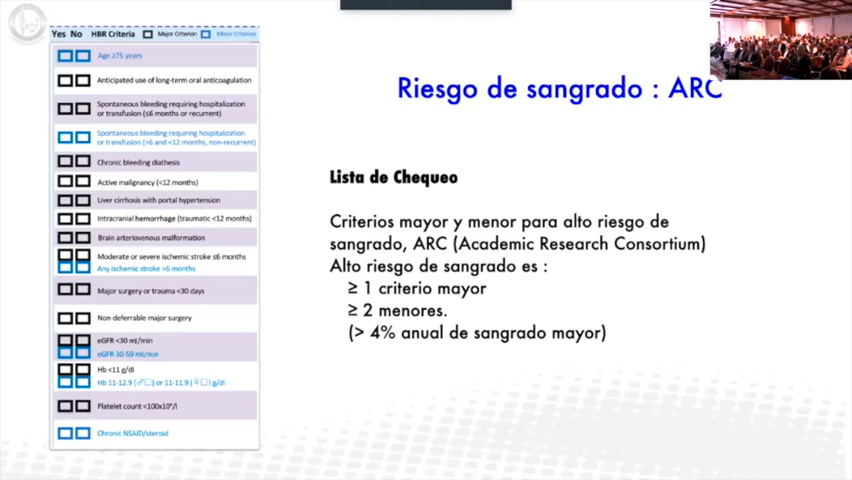 Yes No HBR Criteria Major Criterion Minor Criterion
Age ≥75 years
Anticipated use of long-term oral anticoagulation
Spontaneous bleeding requiring hospitalization
or transfusion (≤6 months or recurrent)
Spontaneous bleeding requiring hospitalization
or transfusion (>6 and <12 months, non-recurrent)
Chronic bleeding diathesis
Active malignancy (<12 months)
Liver cirrhosis with portal hypertension
Intracranial hemorrhage (traumatic <12 months)
Brain arteriovenous malformation
Moderate or severe ischemic stroke ≤6 months
Any ischemic stroke >6 months
Major surgery or trauma <30 days
Non-deferrable major surgery
eGFR <30 mL/min
eGFR 30-59 mL/min
Hb <11 g/dl
Hb 11-12.9 (♂□) or 11-11.9 (♀□) g/dl
Platelet count <100x10⁹/l
Chronic NSAID/steroid
Riesgo de sangrado : ARC
Lista de Chequeo
Criterios mayor y menor para alto riesgo de
sangrado, ARC (Academic Research Consortium)
Alto riesgo de sangrado es :
≥ 1 criterio mayor
≥ 2 menores.
(> 4% anual de sangrado mayor)